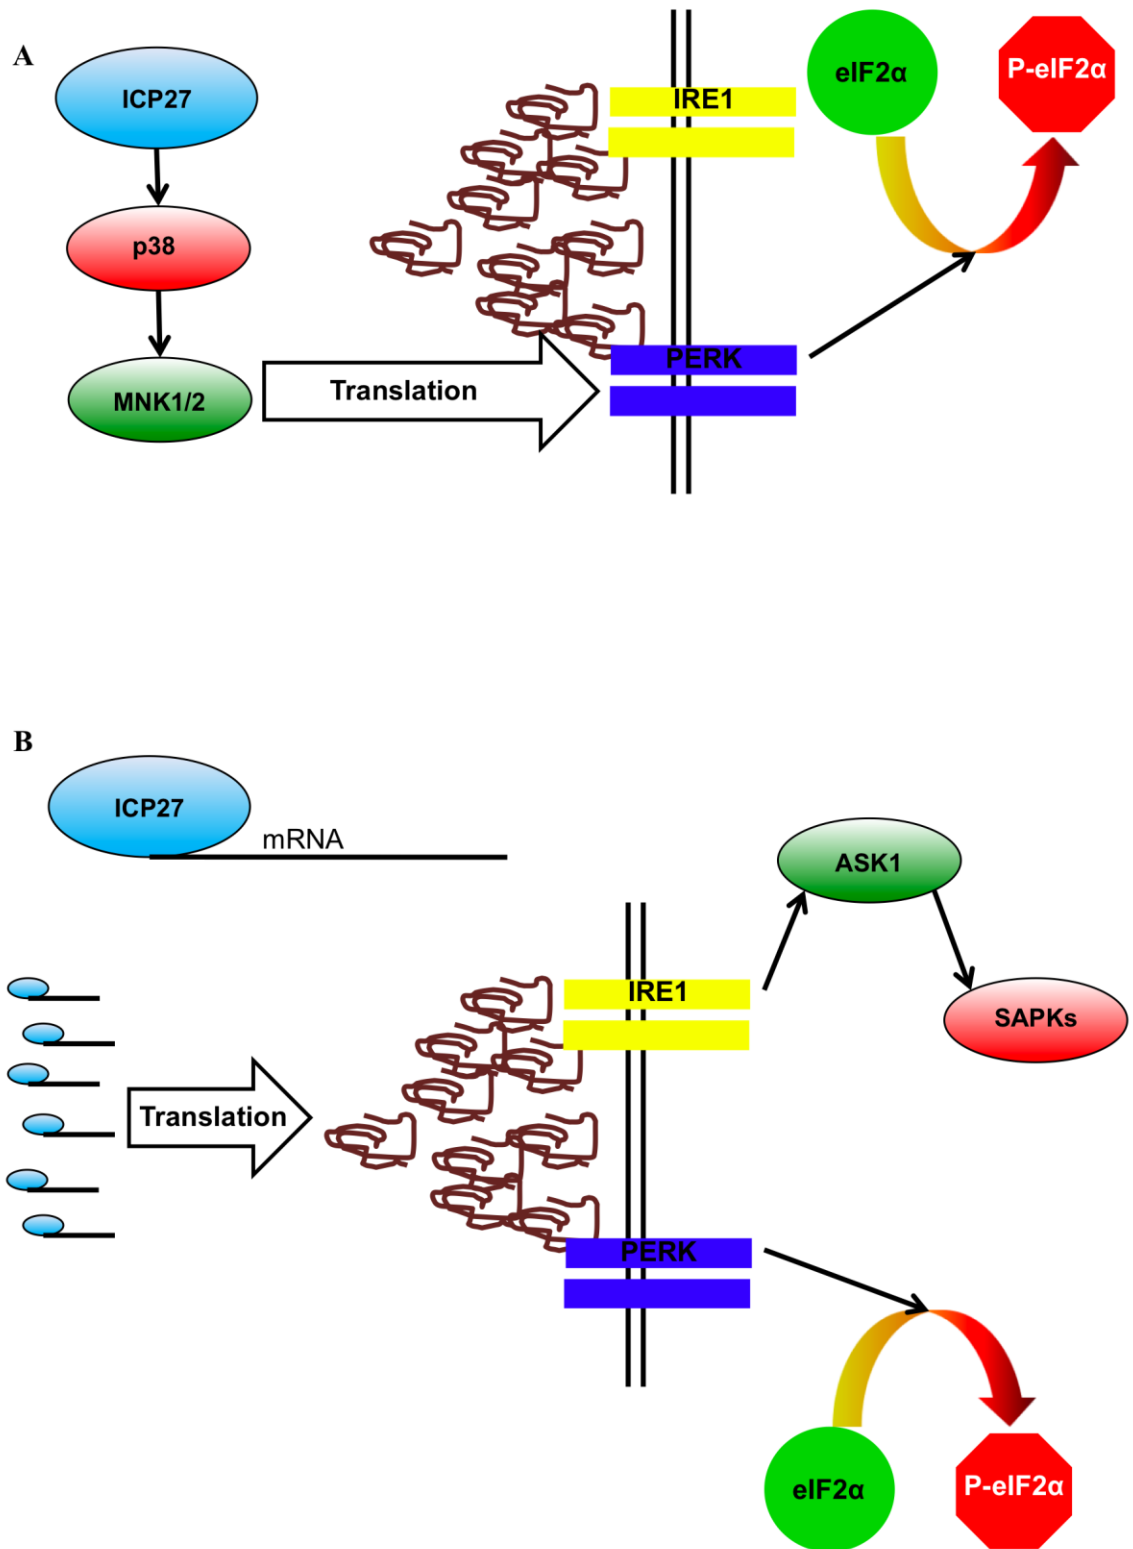 A
ICP27
p38
MNK1/2
Translation
IRE1
PERK
eIF2α
P-eIF2α
B
ICP27
mRNA
Translation
IRE1
PERK
ASK1
SAPKs
eIF2α
P-eIF2α